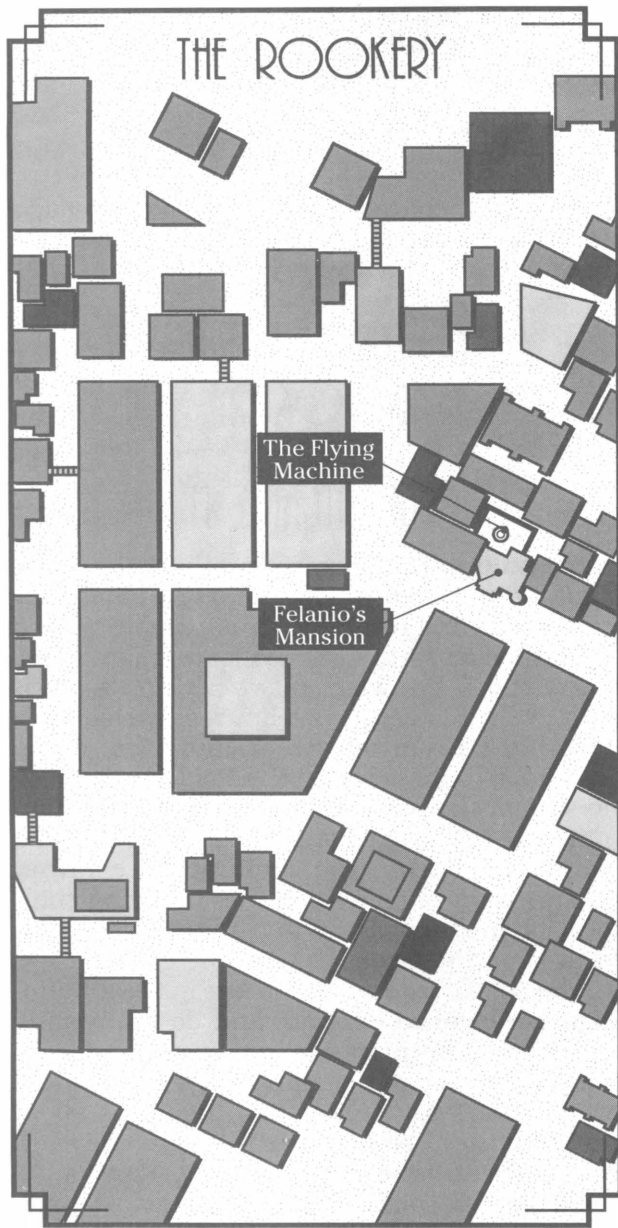 THE ROOKERY
The Flying
Machine
Felanio's
Mansion